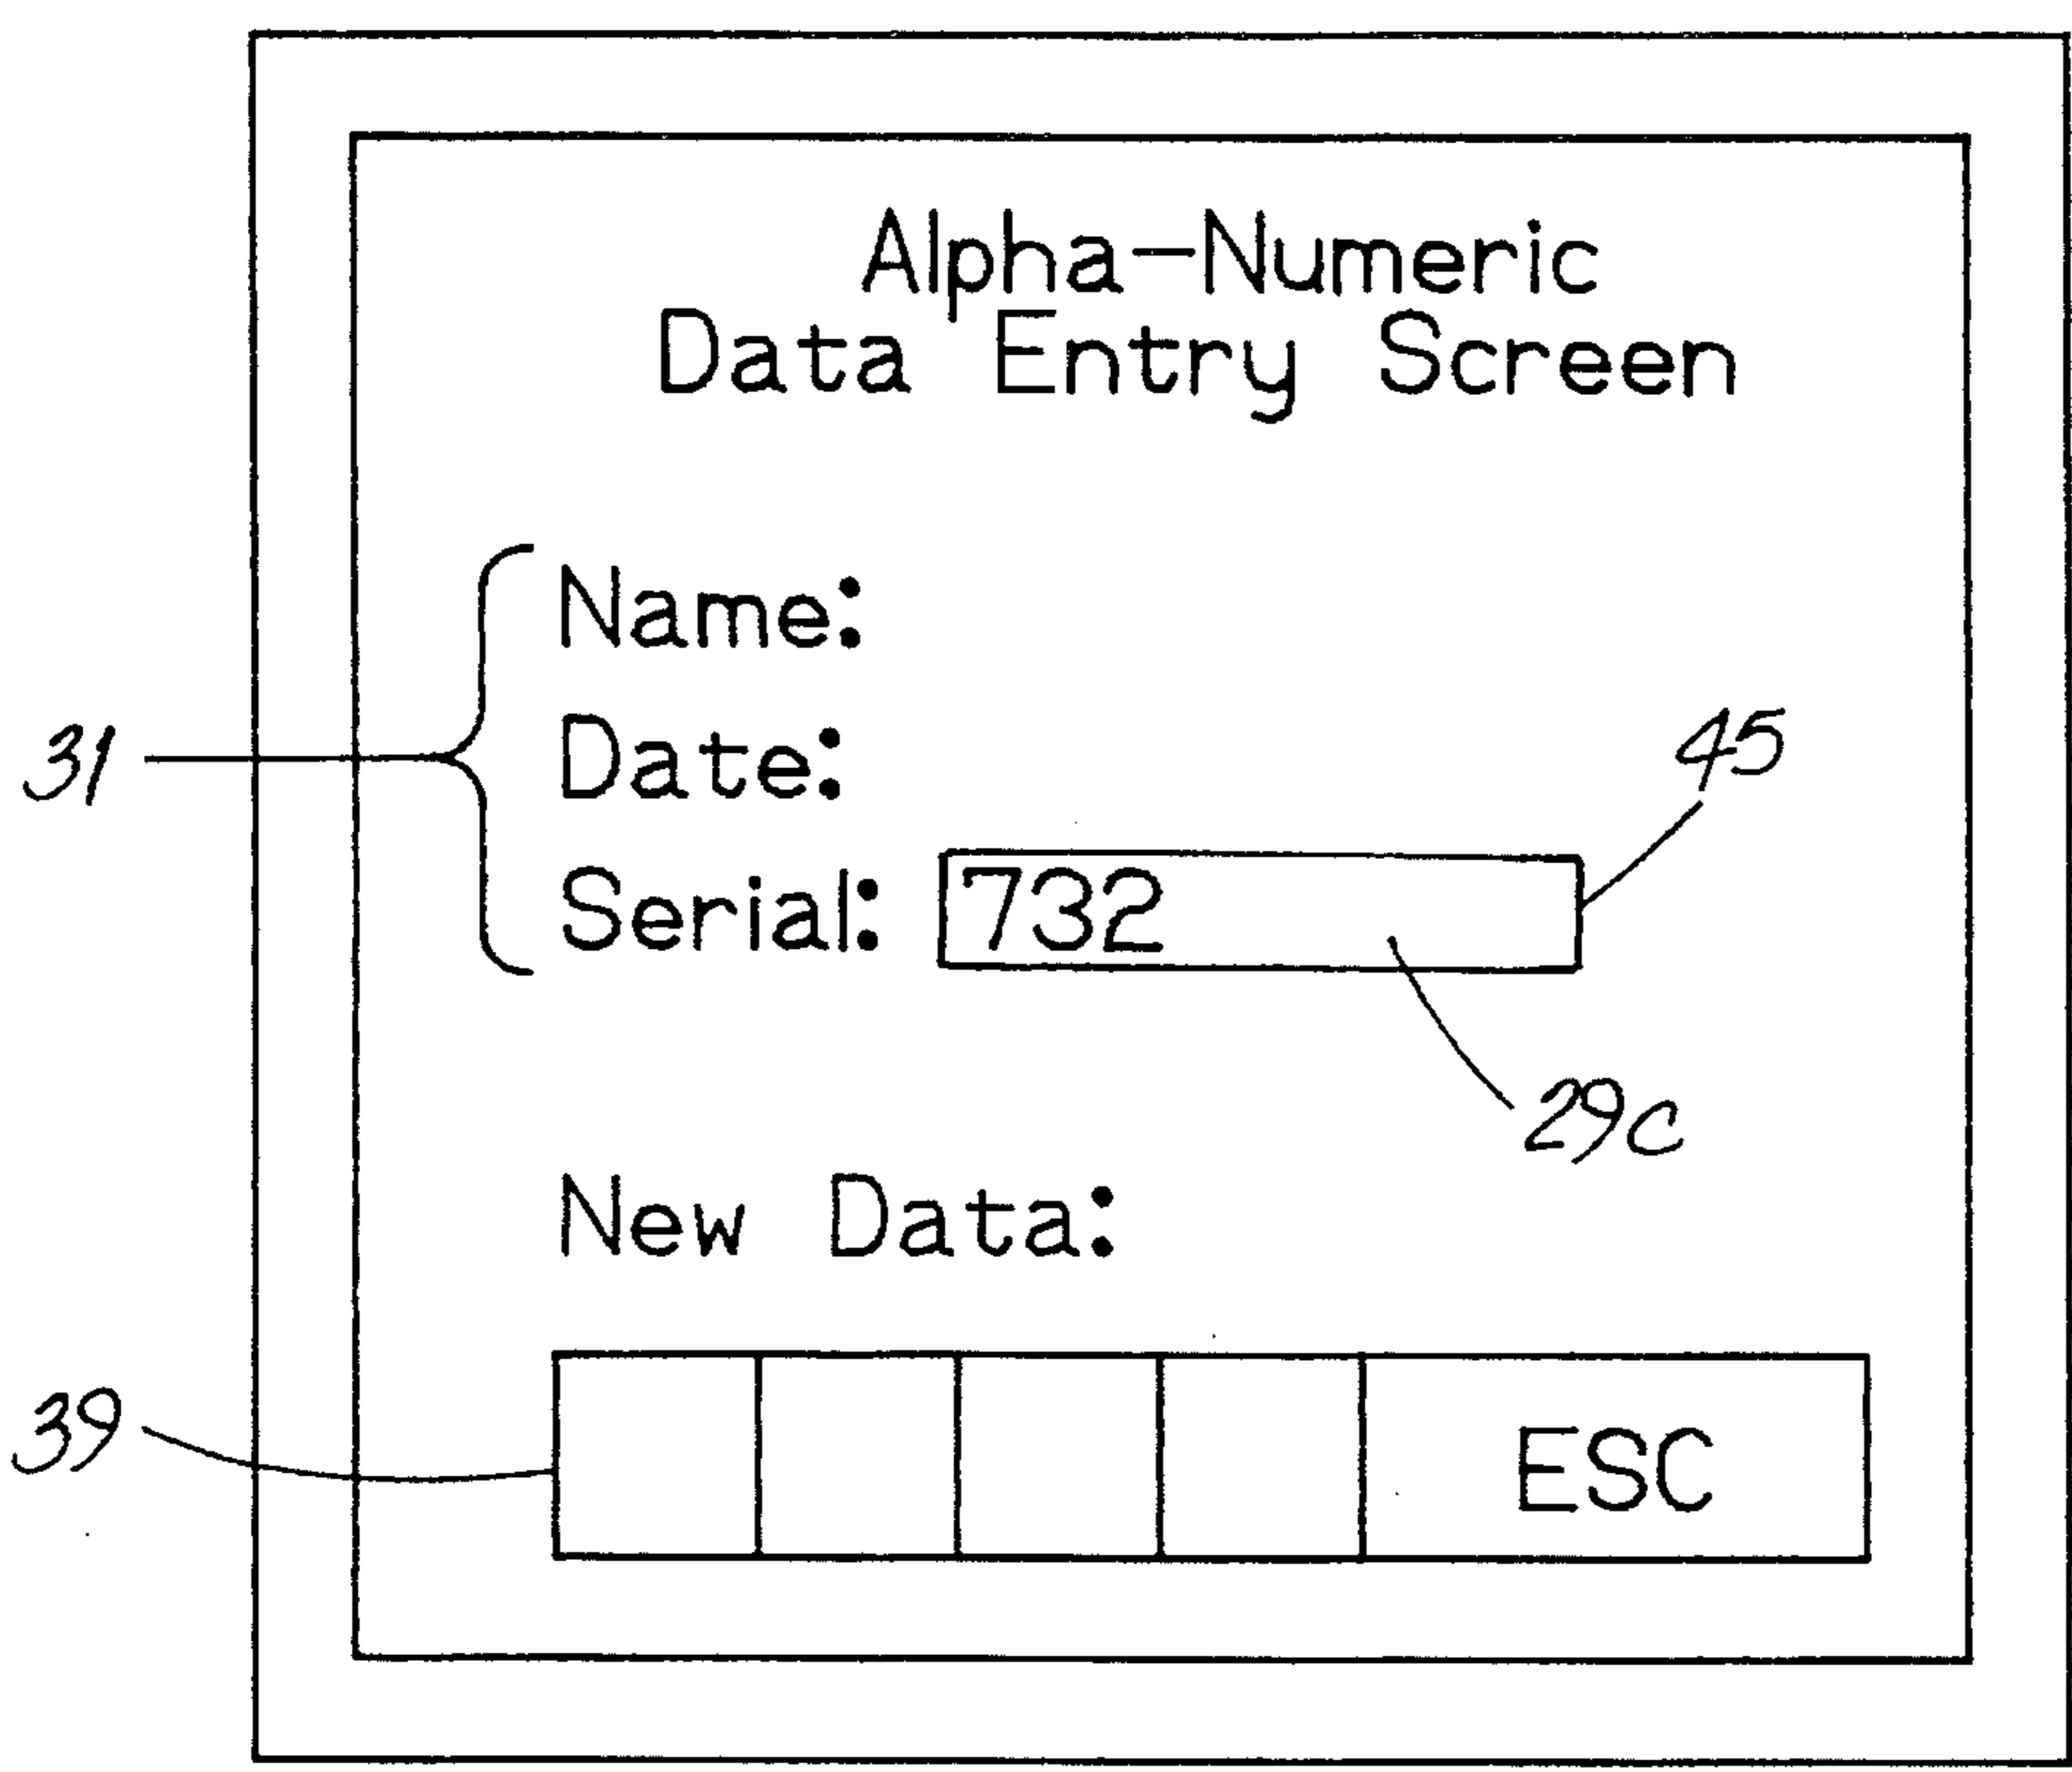 Alpha-Numeric
Data Entry Screen
Name:
31
Date:
45
Serial: 732
29c
New Data:
39
ESC